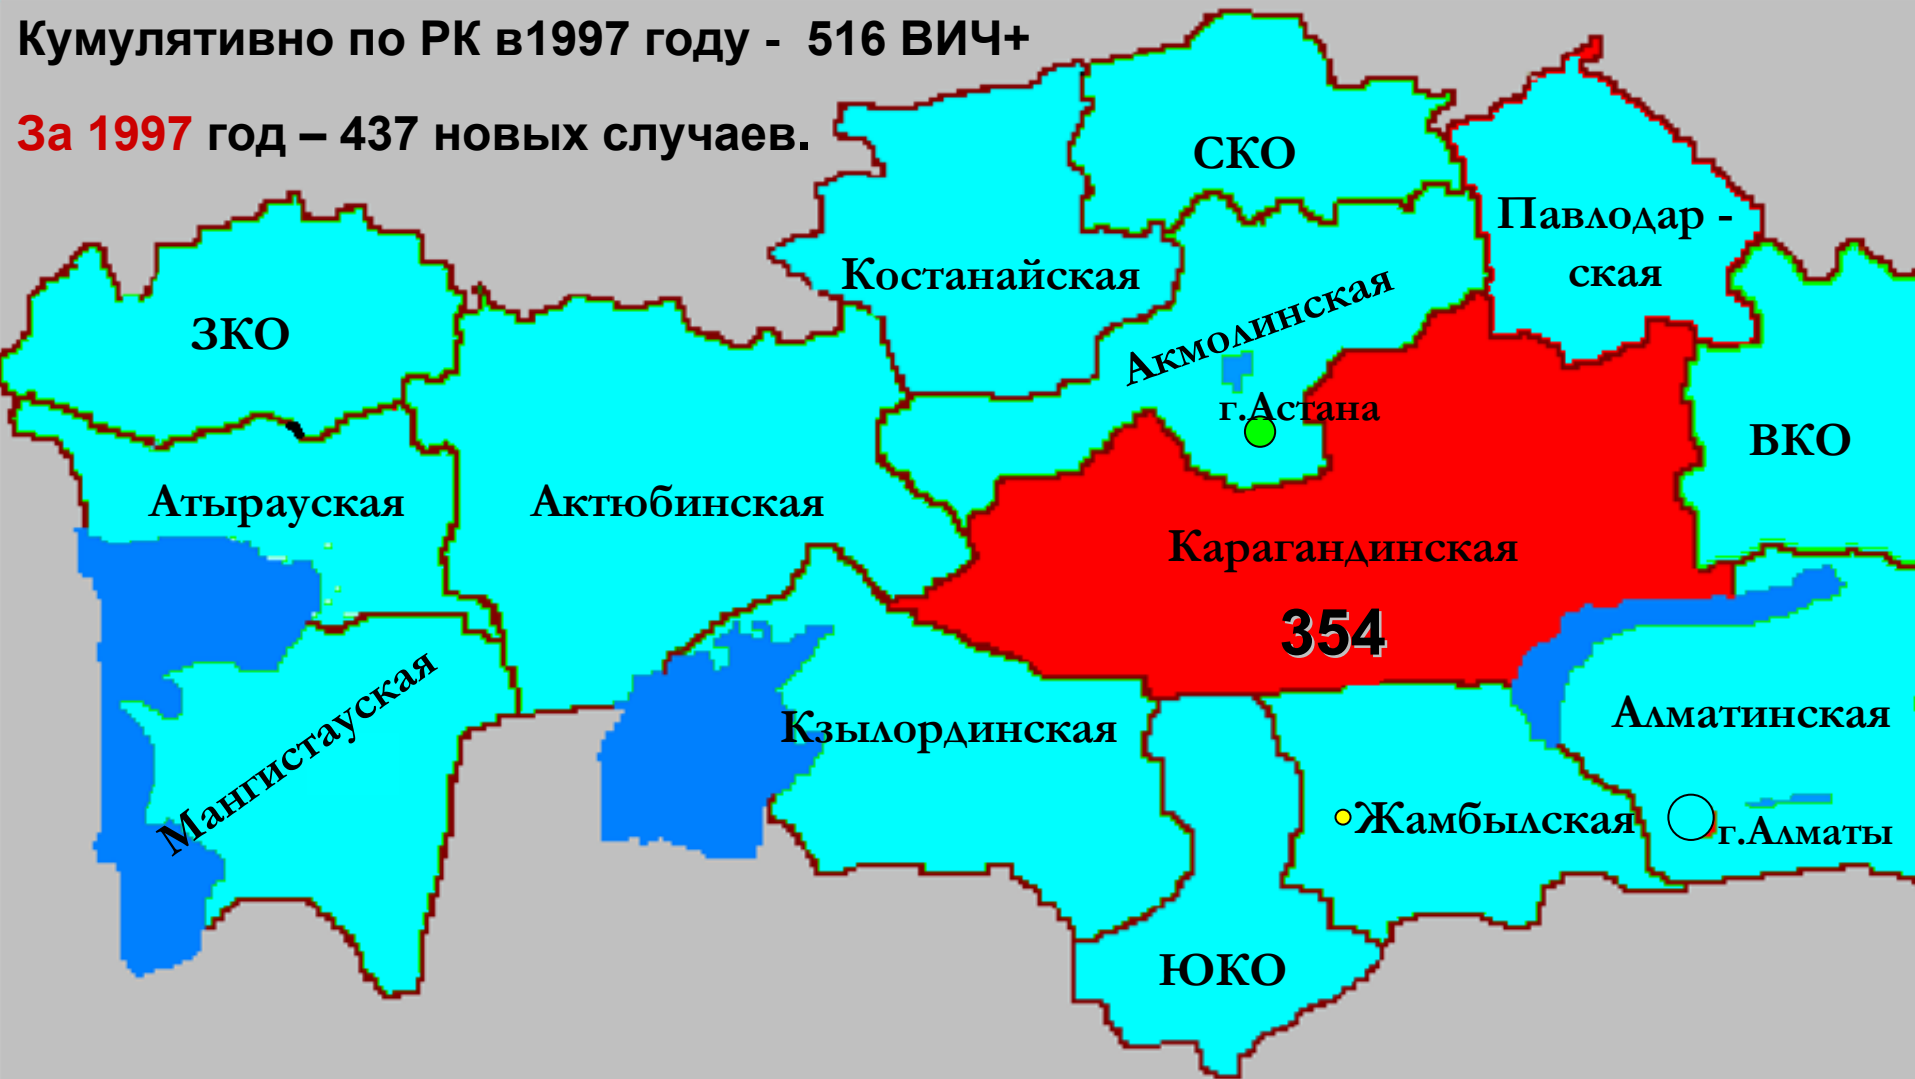 Кумулятивно по РК в1997 году - 516 ВИЧ+
За 1997 год – 437 новых случаев.
СКО
Павлодар -
ская
Костанайская
Акмолинская
ЗКО
г.Астана
ВКО
Атырауская
Актюбинская
Карагандинская
354
Мангистауская
Кзылординская
Алматинская
Жамбылская
г.Алматы
ЮКО